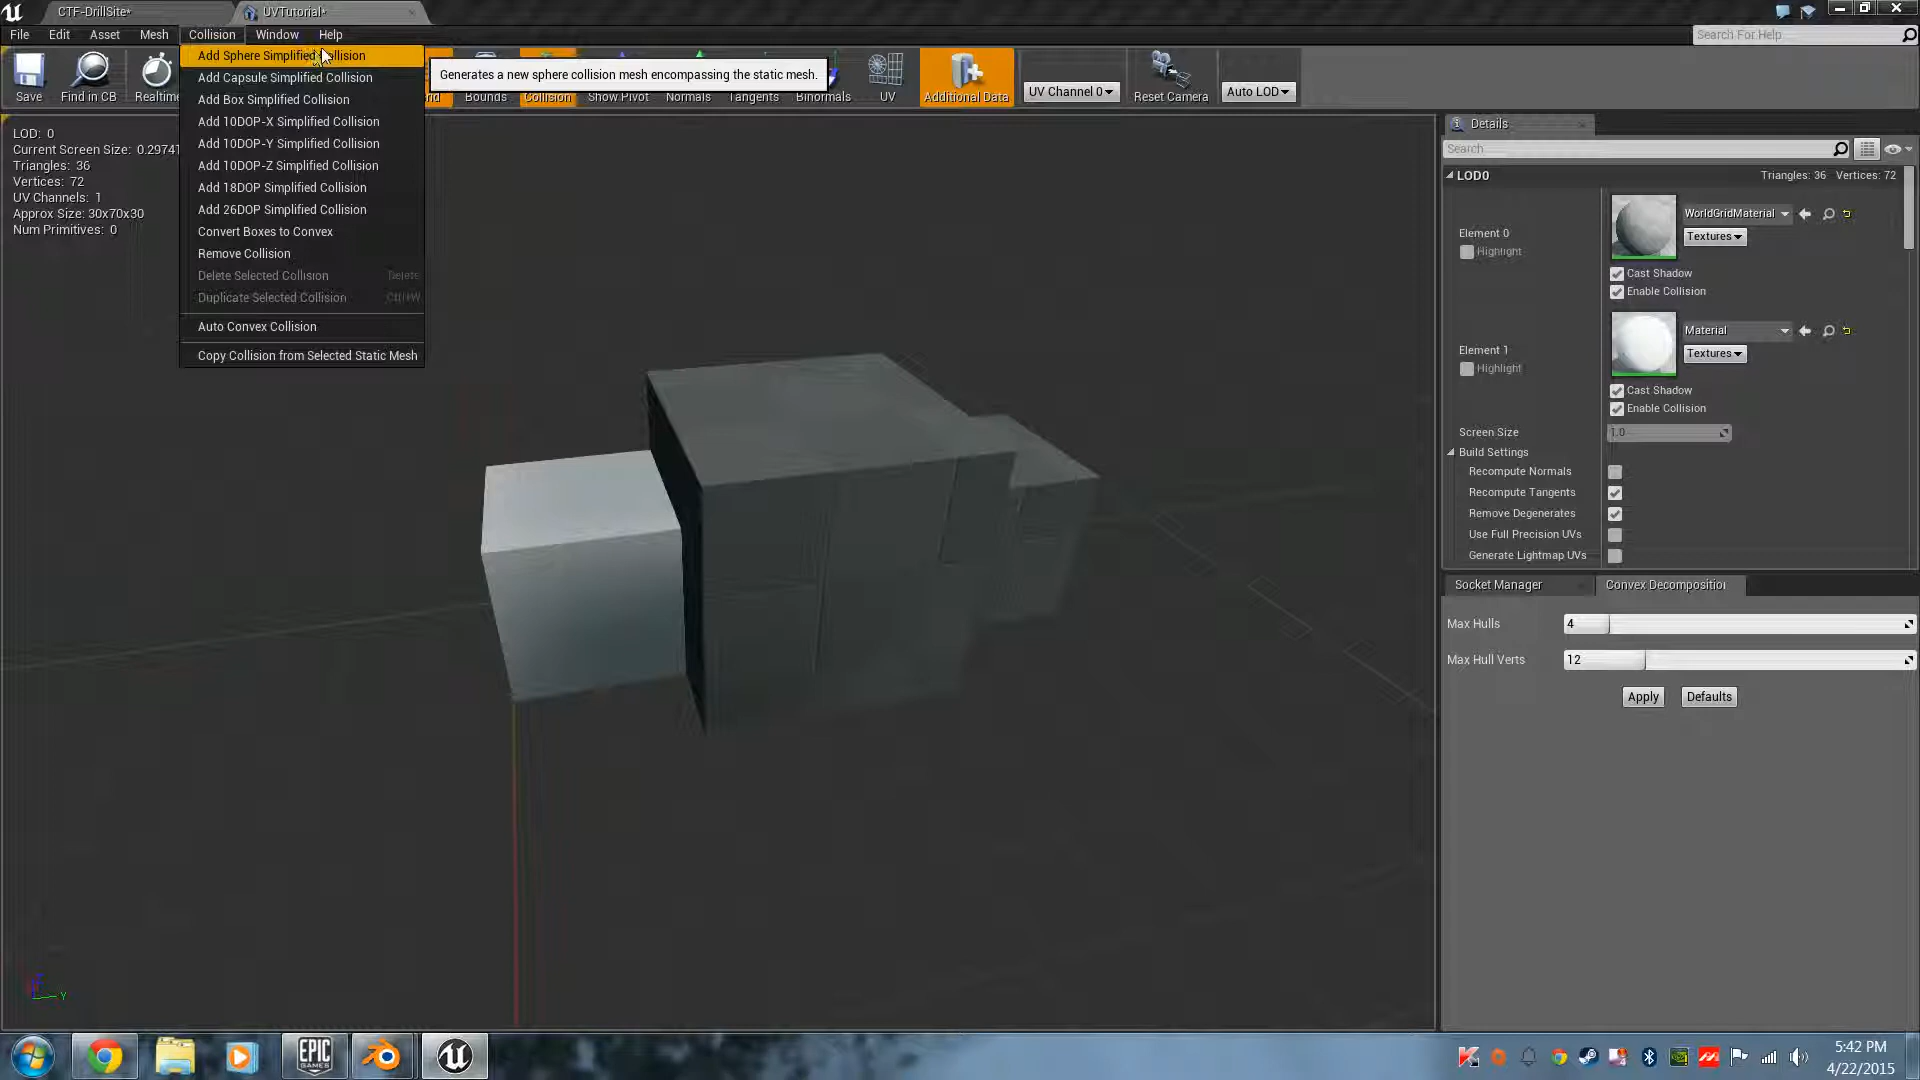 CTF-DrillSite*
UVTutorial*
File Edit Asset Mesh Collision Window Help
Search For Help
Add Sphere Simplified Collision
Add Capsule Simplified Collision
Add Box Simplified Collision
Add 10DOP-X Simplified Collision
Add 10DOP-Y Simplified Collision
Add 10DOP-Z Simplified Collision
Add 18DOP Simplified Collision
Add 26DOP Simplified Collision
Convert Boxes to Convex
Remove Collision
Delete Selected Collision Delete
Duplicate Selected Collision Ctrl+W
Auto Convex Collision
Copy Collision from Selected Static Mesh
Generates a new sphere collision mesh encompassing the static mesh.
Save Find in CB Realtime Bounds Collision Show Pivot Normals Tangents Binormals UV Additional Data UV Channel 0 Reset Camera Auto LOD
LOD: 0
Current Screen Size: 0.29741
Triangles: 36
Vertices: 72
UV Channels: 1
Approx Size: 30x70x30
Num Primitives: 0
Y
Details
Search
LOD0 Triangles: 36 Vertices: 72
Element 0
Highlight
WorldGridMaterial
Textures
Cast Shadow
Enable Collision
Element 1
Highlight
Material
Textures
Cast Shadow
Enable Collision
Screen Size 1.0
Build Settings
Recompute Normals
Recompute Tangents
Remove Degenerates
Use Full Precision UVs
Generate Lightmap UVs
Socket Manager
Convex Decompositio
Max Hulls 4
Max Hull Verts 12
Apply Defaults
EPIC
GAMES
5:42 PM
4/22/2015